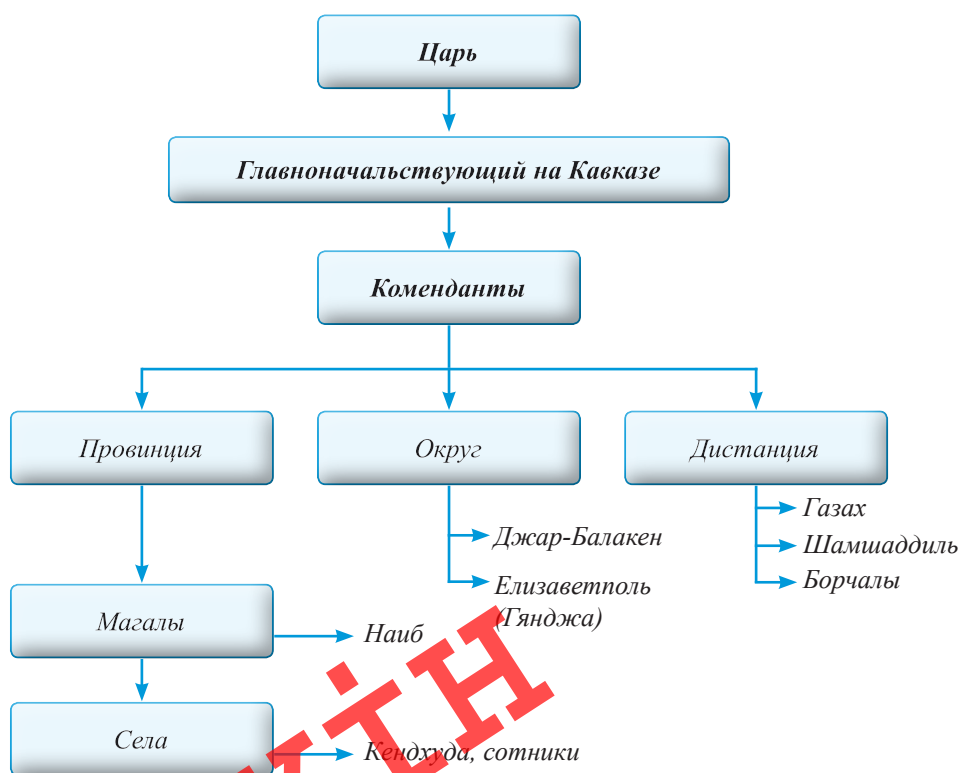 Царь
Главноначальствующий на Кавказе
Коменданты
Провинция
Округ
Дистанция
Газах
Шамшаддиль
Борчалы
Джар-Балакен
Елизаветполь
(Гянджа)
Магалы
Наиб
Села
Кендхуда, сотники